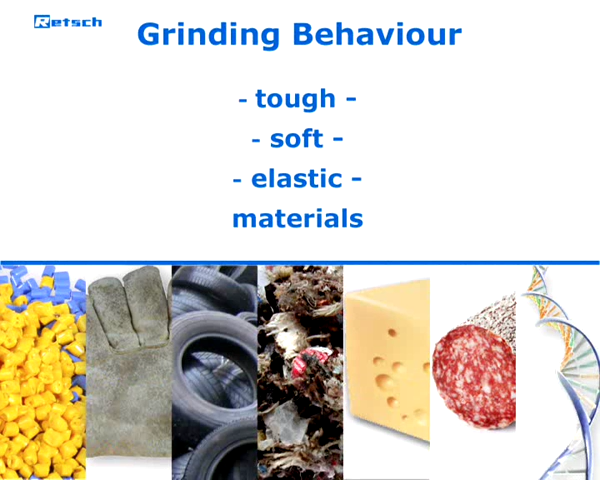 Retsch
Grinding Behaviour
- tough -
- soft -
- elastic -
materials